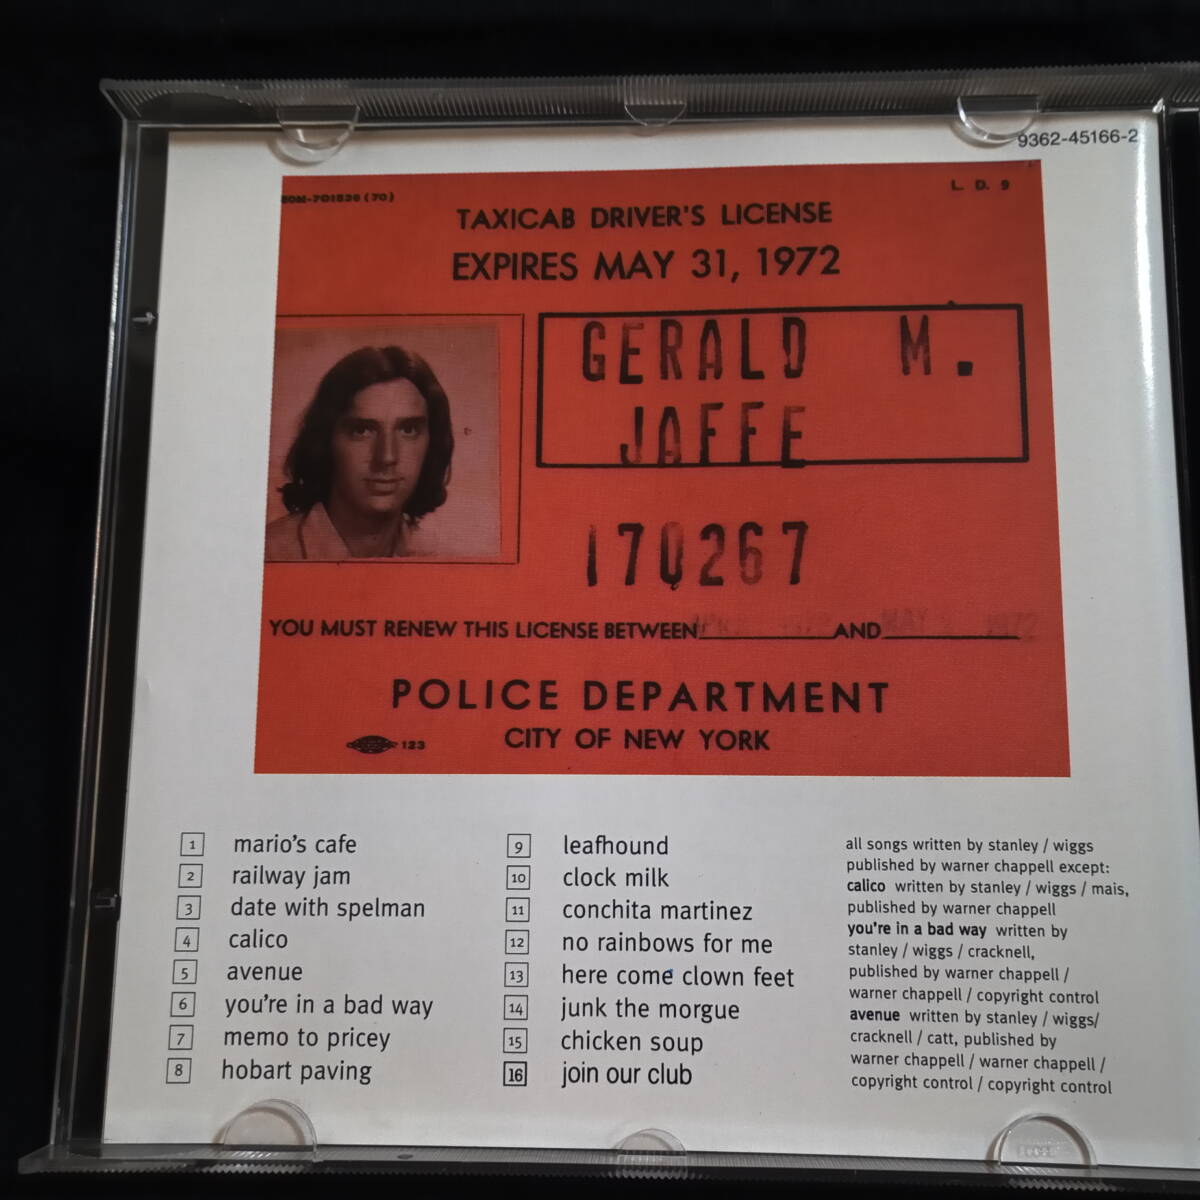 9362-45166-2
L. D. 9
TAXICAB DRIVER'S LICENSE
EXPIRES MAY 31, 1972
GERALD M.
JAFFE
170267
YOU MUST RENEW THIS LICENSE BETWEEN AND
POLICE DEPARTMENT
123
CITY OF NEW YORK
1 mario's cafe
2 railway jam
3 date with spelman
4 calico
5 avenue
6 you're in a bad way
7 memo to pricey
8 hobart paving
9 leafhound
10 clock milk
11 conchita martinez
12 no rainbows for me
13 here come clown feet
14 junk the morgue
15 chicken soup
16 join our club
all songs written by stanley / wiggs
published by warner chappell except:
calico written by stanley / wiggs / mais,
published by warner chappell
you're in a bad way written by
stanley / wiggs / cracknell,
published by warner chappell /
warner chappell / copyright control
avenue written by stanley / wiggs/
cracknell / catt, published by
warner chappell / warner chappell /
copyright control / copyright control